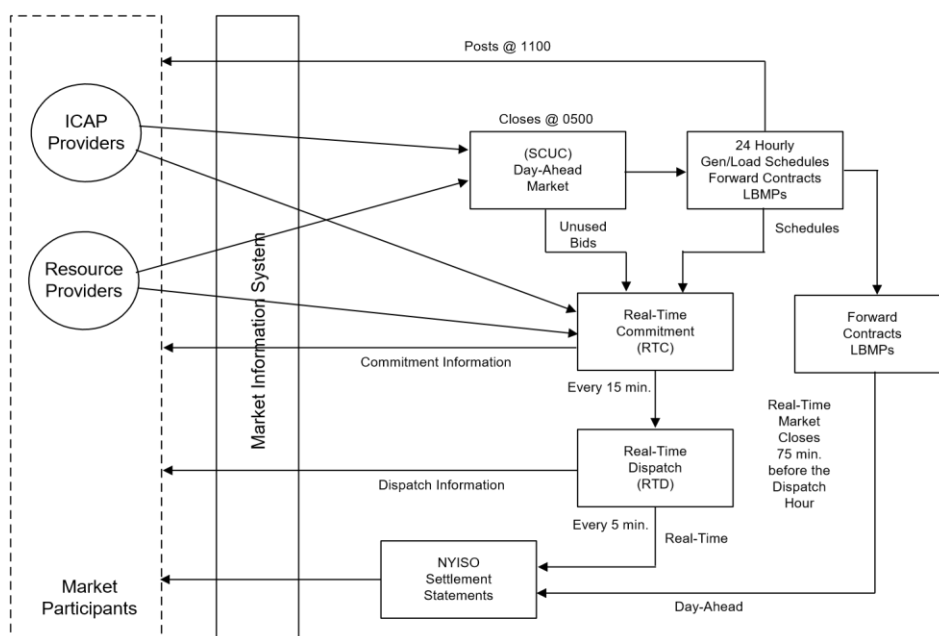 Posts @ 1100
ICAP
Providers
Closes @ 0500
(SCUC)
Day-Ahead
Market
24 Hourly
Gen/Load Schedules
Forward Contracts
LBMPs
Unused
Bids
Schedules
Resource
Providers
Market Information System
Real-Time
Commitment
(RTC)
Forward
Contracts
LBMPs
Commitment Information
Every 15 min.
Real-Time
Market
Closes
75 min.
before the
Dispatch
Hour
Real-Time
Dispatch
(RTD)
Dispatch Information
Every 5 min.
Real-Time
NYISO
Settlement
Statements
Market
Participants
Day-Ahead